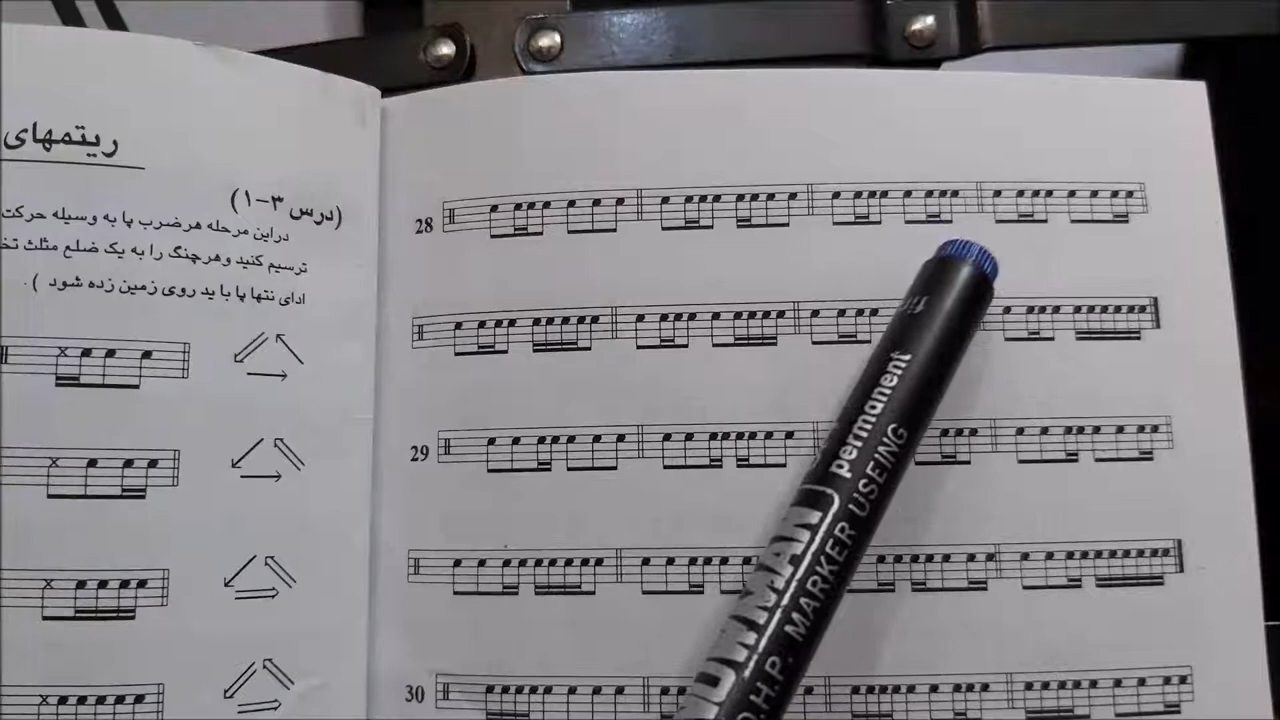 ریتمهای
(درس ۳–۱)
دراین مرحله هرضرب پا به وسیله حرکت
ترسیم کنید وهرچنگ را به یک ضلع مثلث
ادای نتها پا با ید روی زمین زده شود ) .
28
29
30
permanent
MARKER USEING